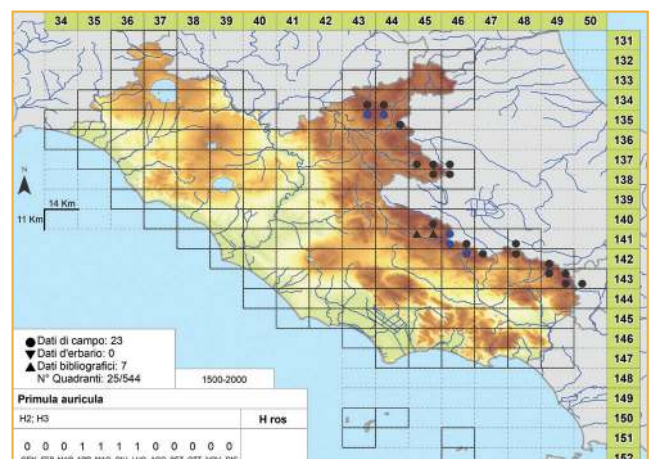 34 35 36 37 38 39 40 41 42 43 44 45 46 47 48 49 50
131
132
133
134
135
136
137
138
139
140
141
142
143
144
145
146
147
148
149
150
151
152
N
14 Km
11 Km
Dati di campo: 23
Dati d'erbario: 0
Dati bibliografici: 7
N° Quadranti: 25/544
1500-2000
Primula auricula
H2; H3
H ros
0 0 0 1 1 1 1 0 0 0 0 0